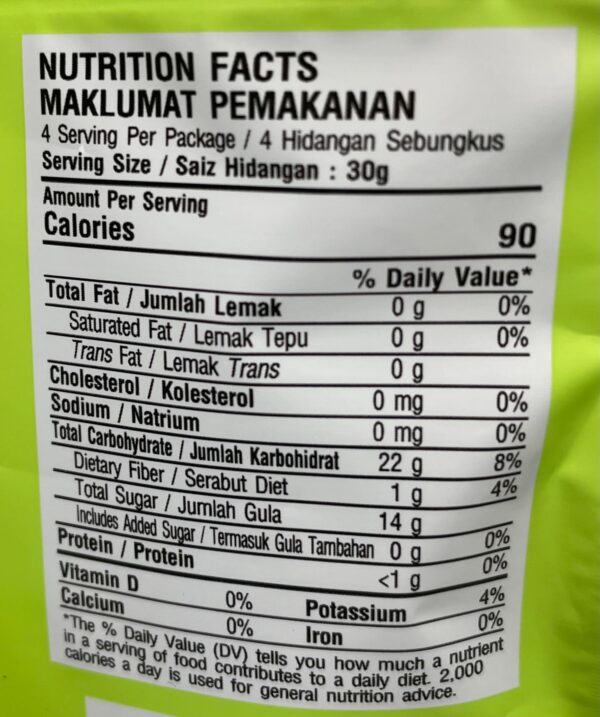 NUTRITION FACTS
MAKLUMAT PEMAKANAN
4 Serving Per Package / 4 Hidangan Sebungkus
Serving Size / Saiz Hidangan : 30g
Amount Per Serving
Calories 90
% Daily Value*
Total Fat / Jumlah Lemak 0 g 0%
Saturated Fat / Lemak Tepu 0 g 0%
Trans Fat / Lemak Trans 0 g
Cholesterol / Kolesterol 0 mg 0%
Sodium / Natrium 0 mg 0%
Total Carbohydrate / Jumlah Karbohidrat 22 g 8%
Dietary Fiber / Serabut Diet 1 g 4%
Total Sugar / Jumlah Gula 14 g
Includes Added Sugar / Termasuk Gula Tambahan 0 g 0%
Protein / Protein <1 g 0%
Vitamin D 0% Potassium 4%
Calcium 0% Iron 0%
*The % Daily Value (DV) tells you how much a nutrient
in a serving of food contributes to a daily diet. 2,000
calories a day is used for general nutrition advice.